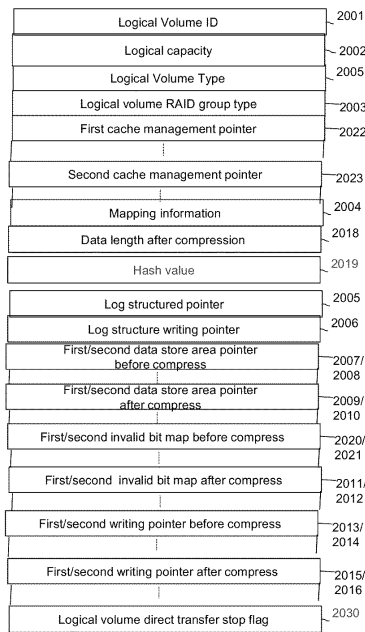 Logical Volume ID 2001
Logical capacity 2002
Logical Volume Type 2005
Logical volume RAID group type 2003
First cache management pointer 2022
Second cache management pointer 2023
Mapping information 2004
Data length after compression 2018
Hash value 2019
Log structured pointer 2005
Log structure writing pointer 2006
First/second data store area pointer
before compress 2007/
2008
First/second data store area pointer
after compress 2009/
2010
First/second invalid bit map before compress 2020/
2021
First/second invalid bit map after compress 2011/
2012
First/second writing pointer before compress 2013/
2014
First/second writing pointer after compress 2015/
2016
Logical volume direct transfer stop flag 2030